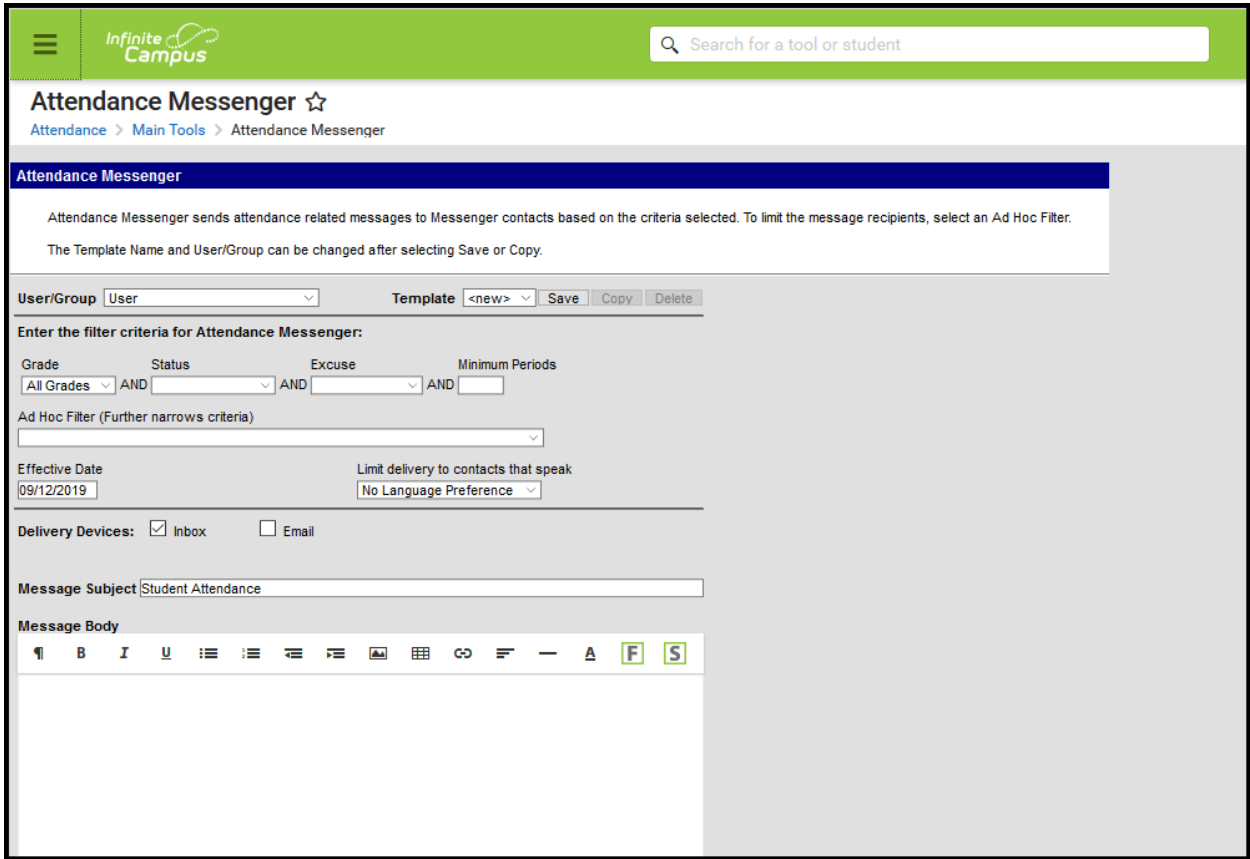 Infinite
Campus
Search for a tool or student
Attendance Messenger
Attendance > Main Tools > Attendance Messenger
Attendance Messenger
Attendance Messenger sends attendance related messages to Messenger contacts based on the criteria selected. To limit the message recipients, select an Ad Hoc Filter.
The Template Name and User/Group can be changed after selecting Save or Copy.
User/Group User Template <new> Save Copy Delete
Enter the filter criteria for Attendance Messenger:
Grade Status Excuse Minimum Periods
All Grades AND AND AND
Ad Hoc Filter (Further narrows criteria)
Effective Date Limit delivery to contacts that speak
09/12/2019 No Language Preference
Delivery Devices: Inbox Email
Message Subject Student Attendance
Message Body
¶ B I U A F S